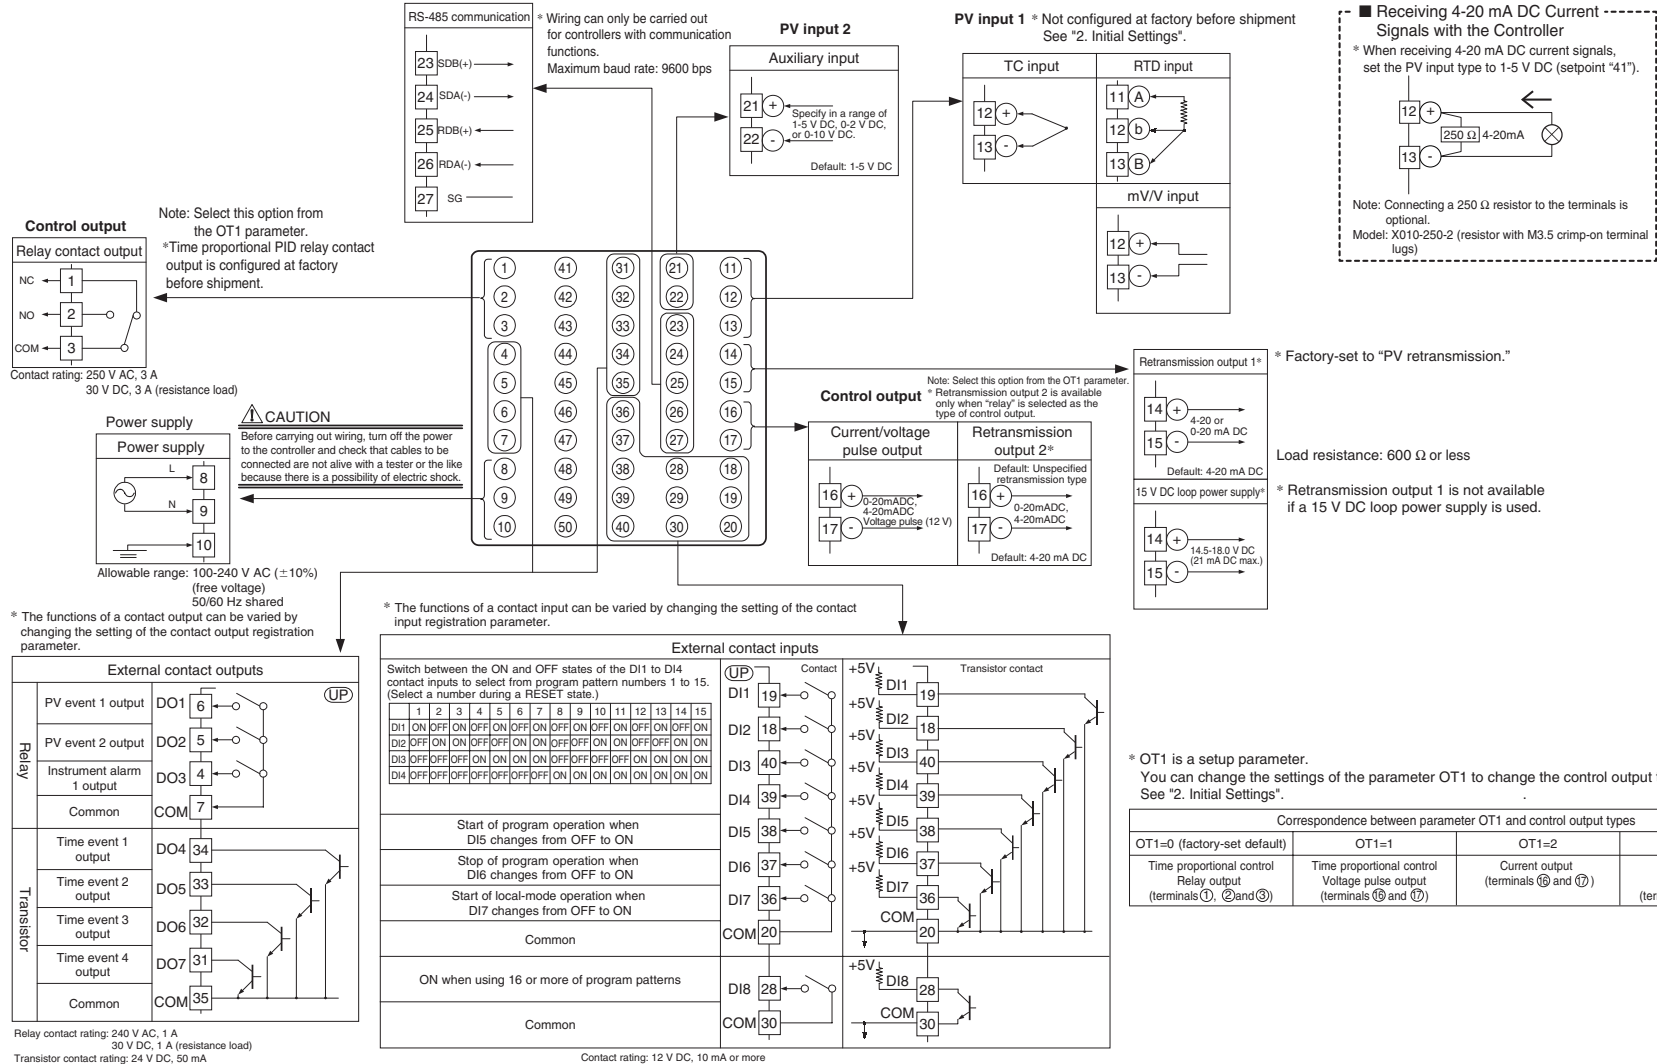 RS-485 communication
* Wiring can only be carried out
for controllers with communication
functions.
Maximum baud rate: 9600 bps
23 SDB(+)
24 SDA(-)
25 RDB(+)
26 RDA(-)
27 SG
PV input 2
Auxiliary input
21 +
22 -
Specify in a range of
1-5 V DC, 0-2 V DC,
or 0-10 V DC.
Default: 1-5 V DC
PV input 1 * Not configured at factory before shipment
See "2. Initial Settings".
TC input
12 +
13 -
RTD input
11 A
12 b
13 B
mV/V input
12 +
13 -
■ Receiving 4-20 mA DC Current
Signals with the Controller
* When receiving 4-20 mA DC current signals,
set the PV input type to 1-5 V DC (setpoint “41”).
12 +
250 Ω 4-20mA
13 -
Note: Connecting a 250 Ω resistor to the terminals is
optional.
Model: X010-250-2 (resistor with M3.5 crimp-on terminal
lugs)
Control output
Note: Select this option from
the OT1 parameter.
*Time proportional PID relay contact
output is configured at factory
before shipment.
Relay contact output
NC 1
NO 2
COM 3
Contact rating: 250 V AC, 3 A
30 V DC, 3 A (resistance load)
1 41 31 21 11
2 42 32 22 12
3 43 33 23 13
4 44 34 24 14
5 45 35 25 15
6 46 36 26 16
7 47 37 27 17
8 48 38 28 18
9 49 39 29 19
10 50 40 30 20
Power supply
Power supply
L 8
N 9
10
Allowable range: 100-240 V AC (±10%)
(free voltage)
50/60 Hz shared
CAUTION
Before carrying out wiring, turn off the power
to the controller and check that cables to be
connected are not alive with a tester or the like
because there is a possibility of electric shock.
Control output
Note: Select this option from the OT1 parameter.
* Retransmission output 2 is available
only when “relay” is selected as the
type of control output.
Current/voltage
pulse output
16 +
17 -
0-20mADC,
4-20mADC
Voltage pulse (12 V)
Retransmission
output 2*
Default: Unspecified
retransmission type
16 +
17 -
0-20mADC,
4-20mADC
Default: 4-20 mA DC
Retransmission output 1*
14 +
15 -
4-20 or
0-20 mA DC
Default: 4-20 mA DC
15 V DC loop power supply*
14 +
15 -
14.5-18.0 V DC
(21 mA DC max.)
* Factory-set to “PV retransmission.”
Load resistance: 600 Ω or less
* Retransmission output 1 is not available
if a 15 V DC loop power supply is used.
* The functions of a contact output can be varied by
changing the setting of the contact output registration
parameter.
External contact outputs
UP
Relay
PV event 1 output DO1 6
PV event 2 output DO2 5
Instrument alarm
1 output
DO3 4
Common COM 7
Transistor
Time event 1
output
DO4 34
Time event 2
output
DO5 33
Time event 3
output
DO6 32
Time event 4
output
DO7 31
Common COM 35
Relay contact rating: 240 V AC, 1 A
30 V DC, 1 A (resistance load)
Transistor contact rating: 24 V DC, 50 mA
* The functions of a contact input can be varied by changing the setting of the contact
input registration parameter.
External contact inputs
Switch between the ON and OFF states of the DI1 to DI4
contact inputs to select from program pattern numbers 1 to 15.
(Select a number during a RESET state.)
1 2 3 4 5 6 7 8 9 10 11 12 13 14 15
DI1 ON OFF ON OFF ON OFF ON OFF ON OFF ON OFF ON OFF ON
DI2 OFF ON ON OFF OFF ON ON OFF OFF ON ON OFF OFF ON ON
DI3 OFF OFF OFF ON ON ON ON OFF OFF OFF OFF ON ON ON ON
DI4 OFF OFF OFF OFF OFF OFF OFF ON ON ON ON ON ON ON ON
Start of program operation when
DI5 changes from OFF to ON
Stop of program operation when
DI6 changes from OFF to ON
Start of local-mode operation when
DI7 changes from OFF to ON
Common
ON when using 16 or more of program patterns
Common
UP Contact
DI1 19
DI2 18
DI3 40
DI4 39
DI5 38
DI6 37
DI7 36
COM 20
DI8 28
COM 30
Transistor contact
+5V DI1 19
+5V DI2 18
+5V DI3 40
+5V DI4 39
+5V DI5 38
+5V DI6 37
+5V DI7 36
COM 20
+5V DI8 28
COM 30
Contact rating: 12 V DC, 10 mA or more
* OT1 is a setup parameter.
You can change the settings of the parameter OT1 to change the control output
See "2. Initial Settings". .
Correspondence between parameter OT1 and control output types
OT1=0 (factory-set default) OT1=1 OT1=2
Time proportional control
Relay output
(terminals ①, ②and③)
Time proportional control
Voltage pulse output
(terminals ⑯ and ⑰)
Current output
(terminals ⑯ and ⑰)